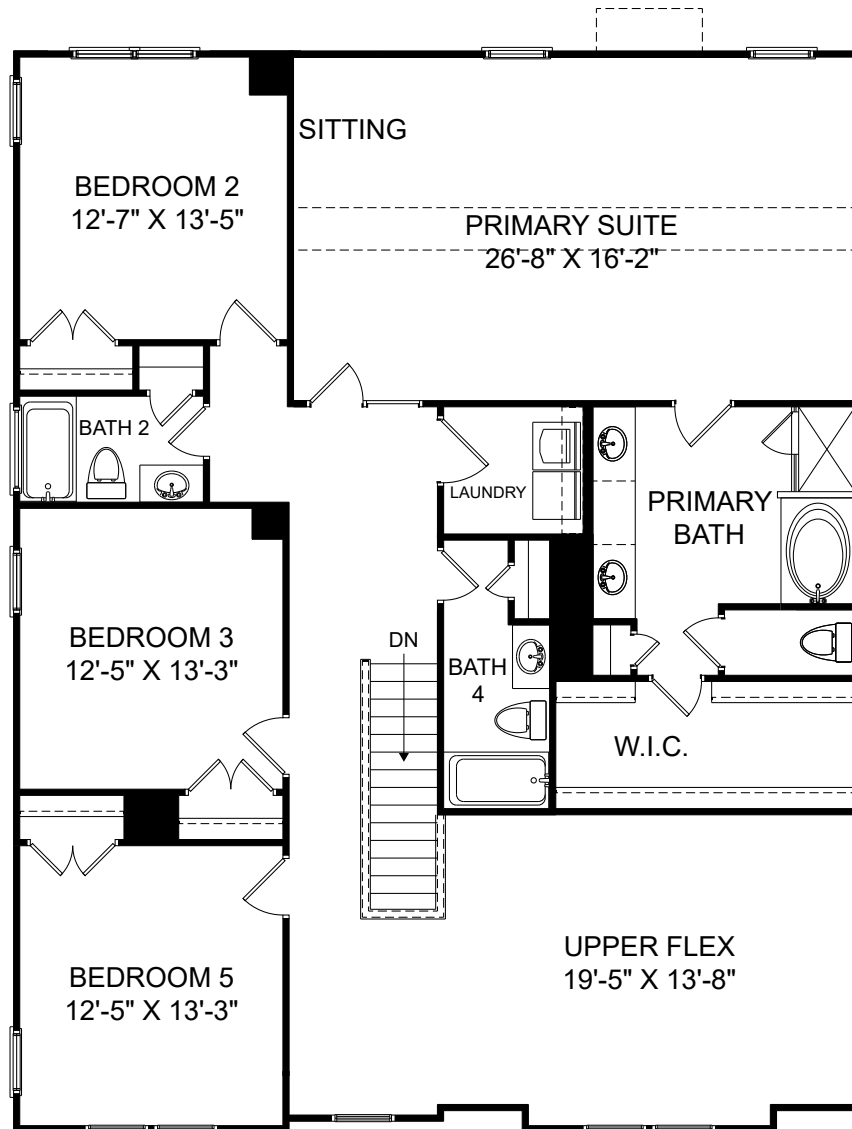 SITTING
BEDROOM 2
12'-7" X 13'-5"
PRIMARY SUITE
26'-8" X 16'-2"
BATH 2
LAUNDRY
PRIMARY
BATH
BEDROOM 3
12'-5" X 13'-3"
DN
BATH
4
W.I.C.
UPPER FLEX
19'-5" X 13'-8"
BEDROOM 5
12'-5" X 13'-3"